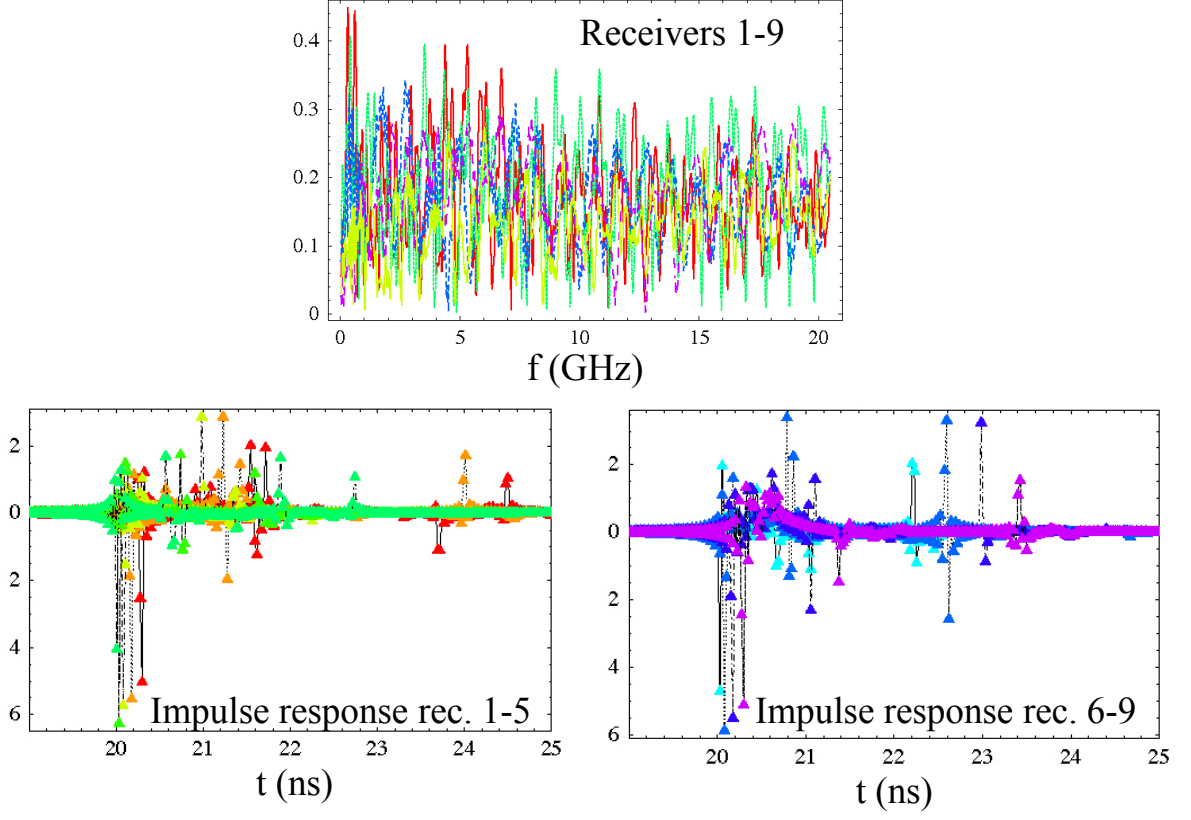 Receivers 1-9
0.4
0.3
0.2
0.1
0
0 5 10 15 20
f (GHz)
2
0
2
4
6
Impulse response rec. 1-5
20 21 22 23 24 25
t (ns)
2
0
2
4
6
Impulse response rec. 6-9
20 21 22 23 24 25
t (ns)